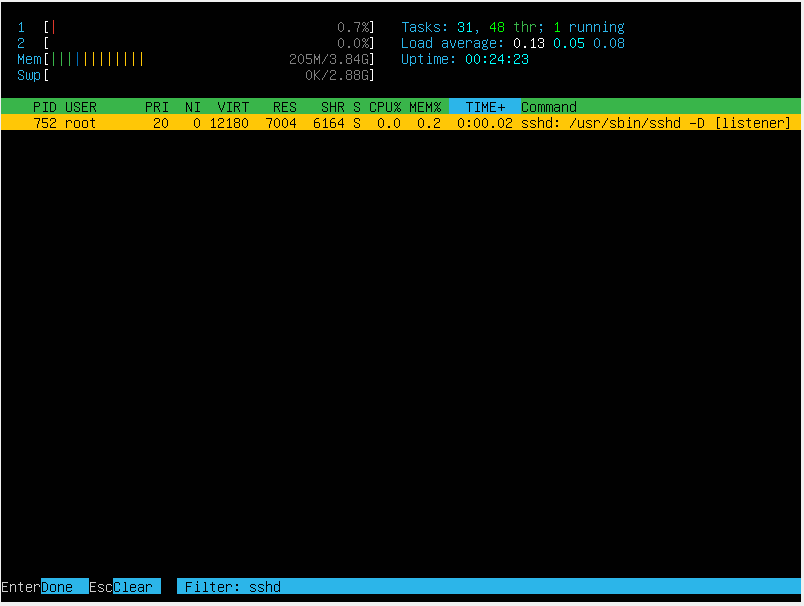 1 [| 0.7%] Tasks: 31, 48 thr; 1 running
2 [ 0.0%] Load average: 0.13 0.05 0.08
Mem[|||||||||||| 205M/3.84G] Uptime: 00:24:23
Swp[ 0K/2.88G]
PID USER PRI NI VIRT RES SHR S CPU% MEM% TIME+ Command
752 root 20 0 12180 7004 6164 S 0.0 0.2 0:00.02 sshd: /usr/sbin/sshd -D [listener]
EnterDone EscClear Filter: sshd